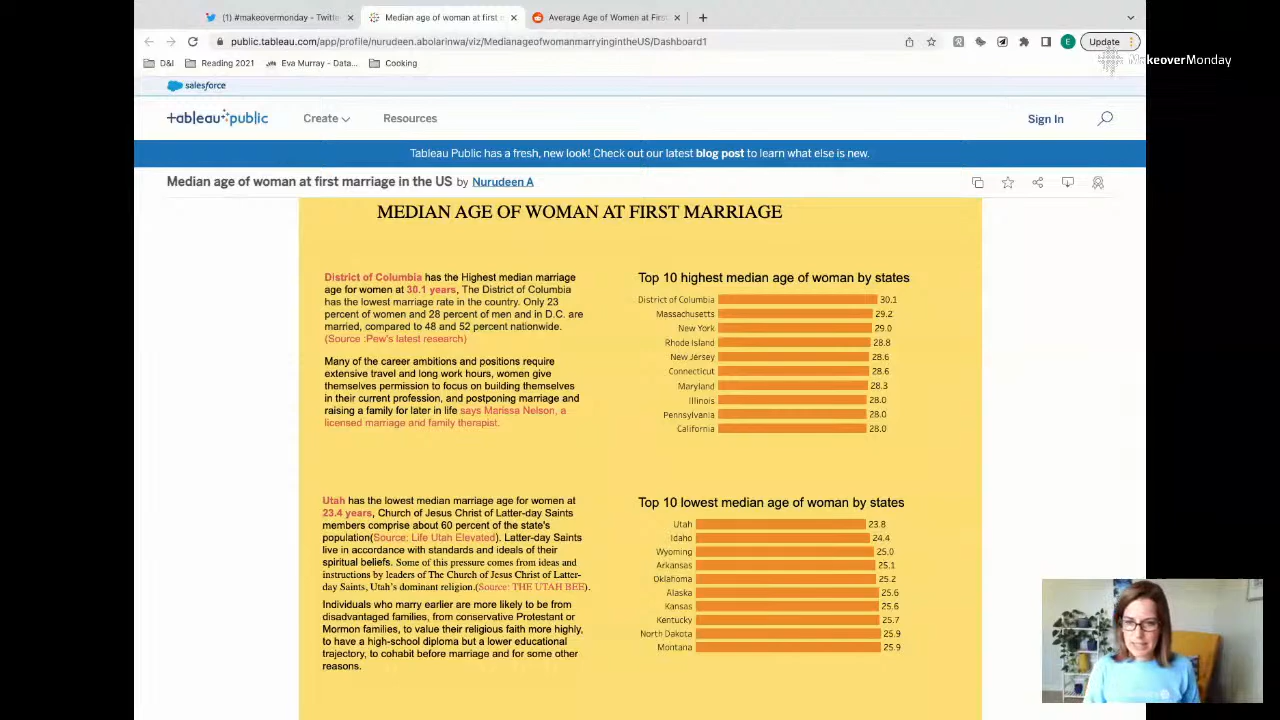 (1) #makeovermonday - Twitte
Median age of woman at first m
Average Age of Women at Firs
public.tableau.com/app/profile/nurudeen.abolarinwa/viz/MedianageofwomanmarryingintheUS/Dashboard1
Update
MakeoverMonday
D&I
Reading 2021
Eva Murray - Data...
Cooking
salesforce
+ableau+public
Create
Resources
Sign In
Tableau Public has a fresh, new look! Check out our latest blog post to learn what else is new.
Median age of woman at first marriage in the US by Nurudeen A
MEDIAN AGE OF WOMAN AT FIRST MARRIAGE
District of Columbia has the Highest median marriage
age for women at 30.1 years, The District of Columbia
has the lowest marriage rate in the country. Only 23
percent of women and 28 percent of men and in D.C. are
married, compared to 48 and 52 percent nationwide.
(Source :Pew's latest research)
Many of the career ambitions and positions require
extensive travel and long work hours, women give
themselves permission to focus on building themselves
in their current profession, and postponing marriage and
raising a family for later in life says Marissa Nelson, a
licensed marriage and family therapist.
Top 10 highest median age of woman by states
District of Columbia 30.1
Massachusetts 29.2
New York 29.0
Rhode Island 28.8
New Jersey 28.6
Connecticut 28.6
Maryland 28.3
Illinois 28.0
Pennsylvania 28.0
California 28.0
Utah has the lowest median marriage age for women at
23.4 years, Church of Jesus Christ of Latter-day Saints
members comprise about 60 percent of the state's
population(Source: Life Utah Elevated). Latter-day Saints
live in accordance with standards and ideals of their
spiritual beliefs. Some of this pressure comes from ideas and
instructions by leaders of The Church of Jesus Christ of Latter-
day Saints, Utah's dominant religion.(Source: THE UTAH BEE).
Individuals who marry earlier are more likely to be from
disadvantaged families, from conservative Protestant or
Mormon families, to value their religious faith more highly,
to have a high-school diploma but a lower educational
trajectory, to cohabit before marriage and for some other
reasons.
Top 10 lowest median age of woman by states
Utah 23.8
Idaho 24.4
Wyoming 25.0
Arkansas 25.1
Oklahoma 25.2
Alaska 25.6
Kansas 25.6
Kentucky 25.7
North Dakota 25.9
Montana 25.9